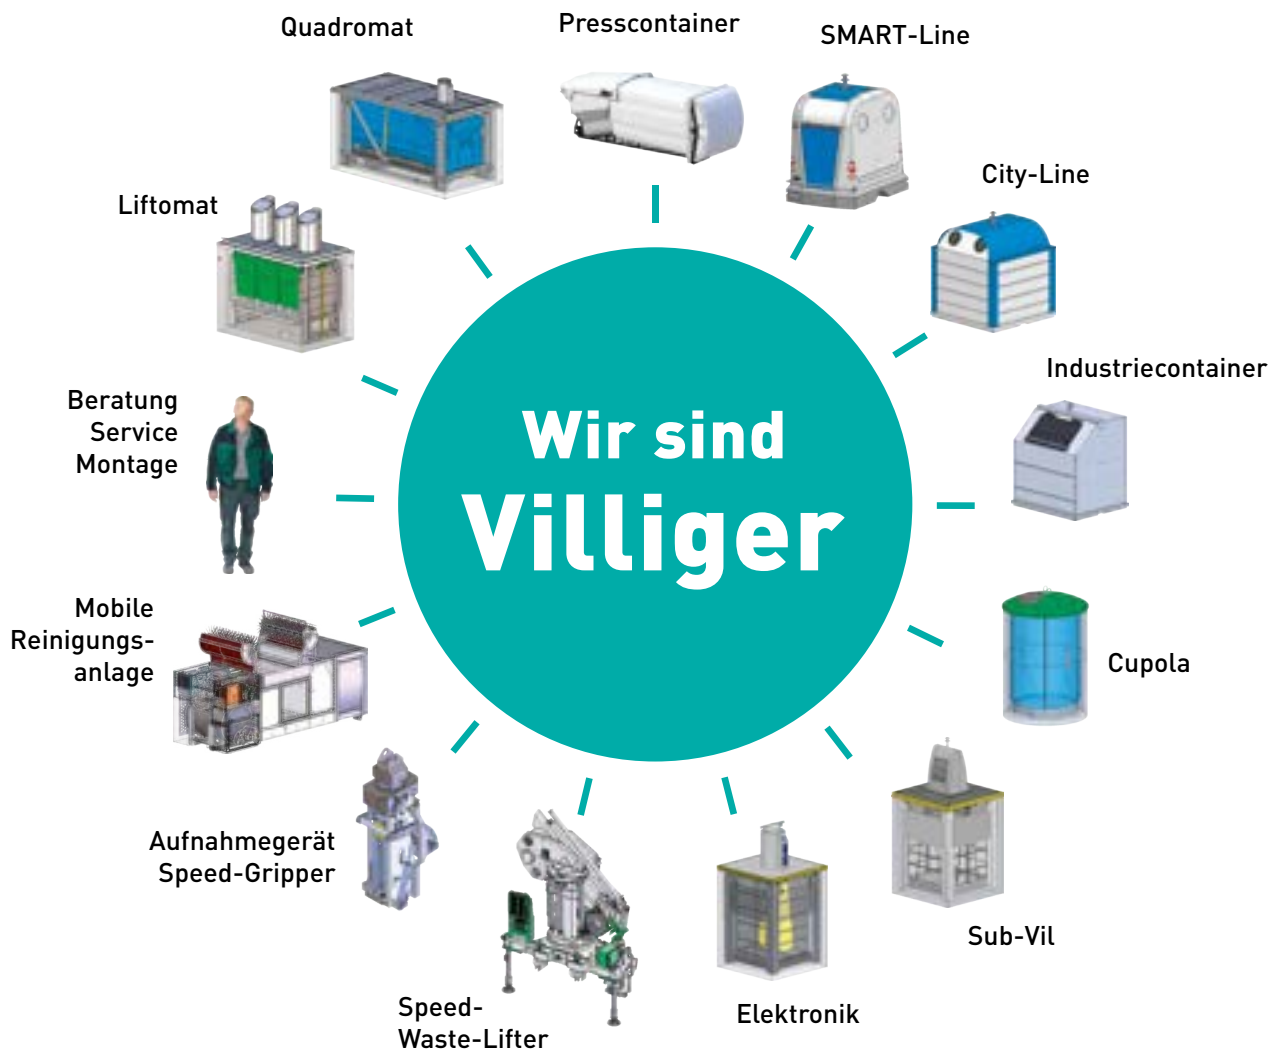 Quadromat
Presscontainer
SMART-Line
City-Line
Liftomat
Industriecontainer
Beratung
Service
Montage
Wir sind
Villiger
Mobile
Reinigungs-
anlage
Cupola
Aufnahmegerät
Speed-Gripper
Sub-Vil
Speed-
Waste-Lifter
Elektronik